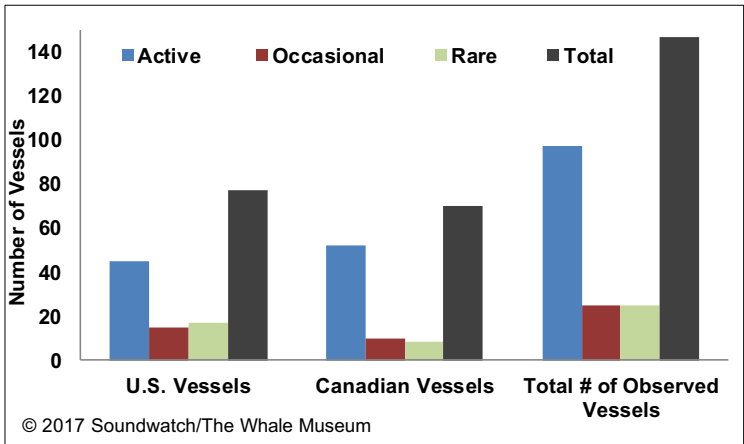 140
120
100
80
60
40
20
0
Number of Vessels
Active Occasional Rare Total
U.S. Vessels Canadian Vessels Total # of Observed
Vessels
© 2017 Soundwatch/The Whale Museum